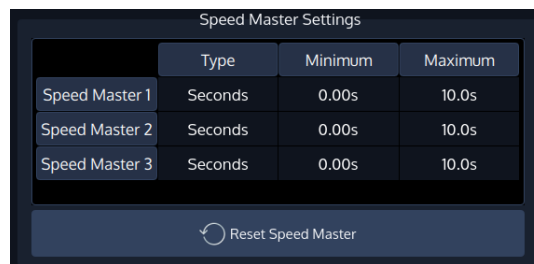 Speed Master Settings
Type Minimum Maximum
Speed Master 1 Seconds 0.00s 10.0s
Speed Master 2 Seconds 0.00s 10.0s
Speed Master 3 Seconds 0.00s 10.0s
Reset Speed Master